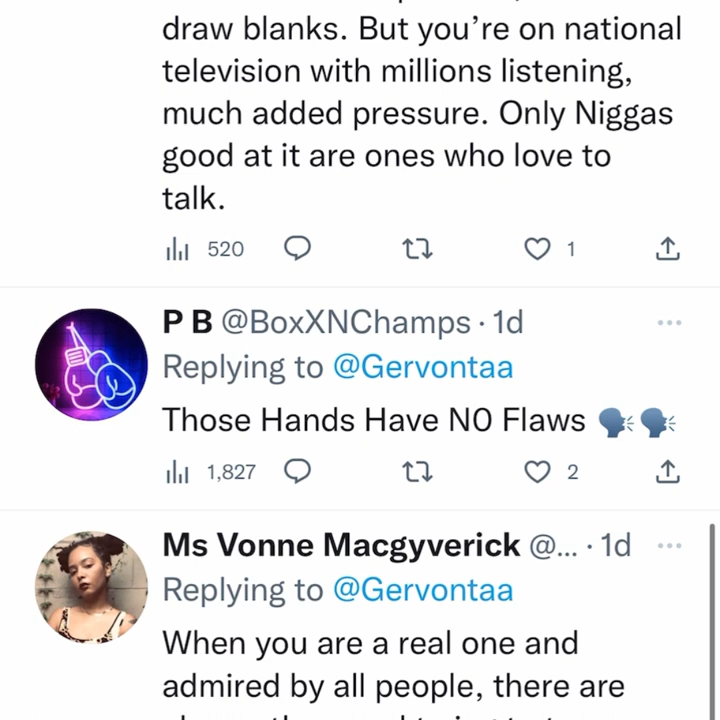 draw blanks. But you’re on national
television with millions listening,
much added pressure. Only Niggas
good at it are ones who love to
talk.
520 1
P B @BoxXNChamps · 1d
Replying to @Gervontaa
Those Hands Have N0 Flaws 🗣️🗣️
1,827 2
Ms Vonne Macgyverick @... · 1d
Replying to @Gervontaa
When you are a real one and
admired by all people, there are